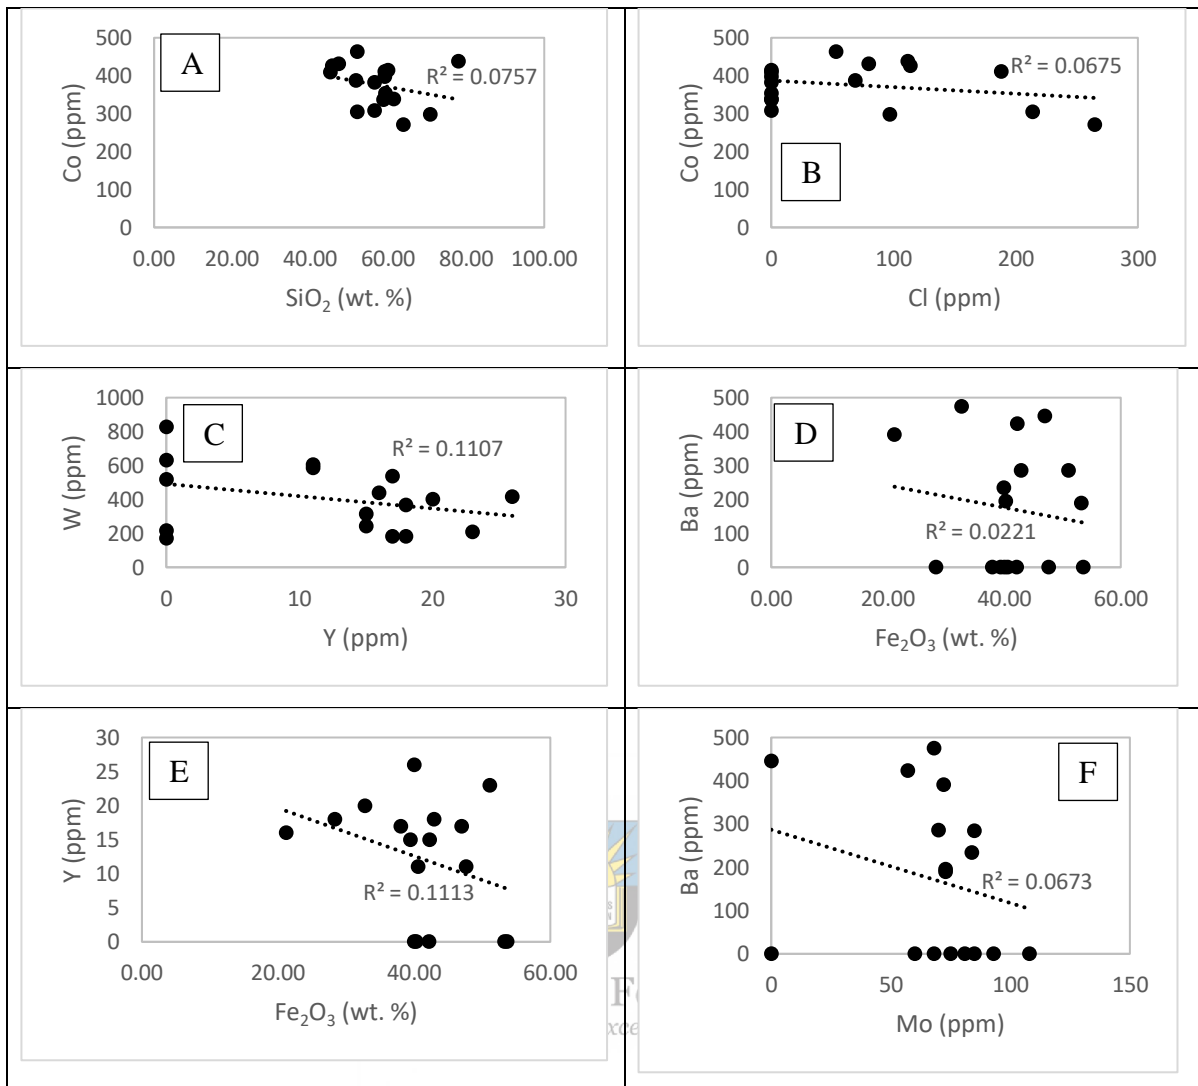 A
500
400
300
200
100
0
Co (ppm)
R² = 0.0757
0.00 20.00 40.00 60.00 80.00 100.00
SiO₂ (wt. %)
B
500
400
300
200
100
0
Co (ppm)
R² = 0.0675
0 100 200 300
Cl (ppm)
C
1000
800
600
400
200
0
W (ppm)
R² = 0.1107
0 10 20 30
Y (ppm)
D
500
400
300
200
100
0
Ba (ppm)
R² = 0.0221
0.00 20.00 40.00 60.00
Fe₂O₃ (wt. %)
E
30
25
20
15
10
5
0
Y (ppm)
R² = 0.1113
0.00 20.00 40.00 60.00
Fe₂O₃ (wt. %)
F
500
400
300
200
100
0
Ba (ppm)
R² = 0.0673
0 50 100 150
Mo (ppm)